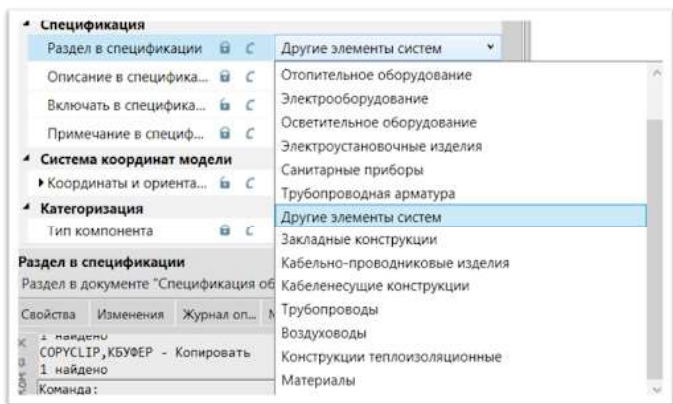 Спецификация
Раздел в спецификации С Другие элементы систем
Описание в специфика... С Отопительное оборудование
Электрооборудование
Включать в специфика... С Осветительное оборудование
Примечание в специф... С Электроустановочные изделия
Система координат модели Санитарные приборы
Координаты и ориента... С Трубопроводная арматура
Категоризация Другие элементы систем
Тип компонента С Закладные конструкции
Раздел в спецификации Кабельно-проводниковые изделия
Раздел в документе "Спецификация об Кабеленесущие конструкции
Свойства Изменения Журнал оп... Трубопроводы
1 найдено Воздуховоды
COPYCLIP,КБУФЕР - Копировать Конструкции теплоизоляционные
1 найдено
Команда: Материалы